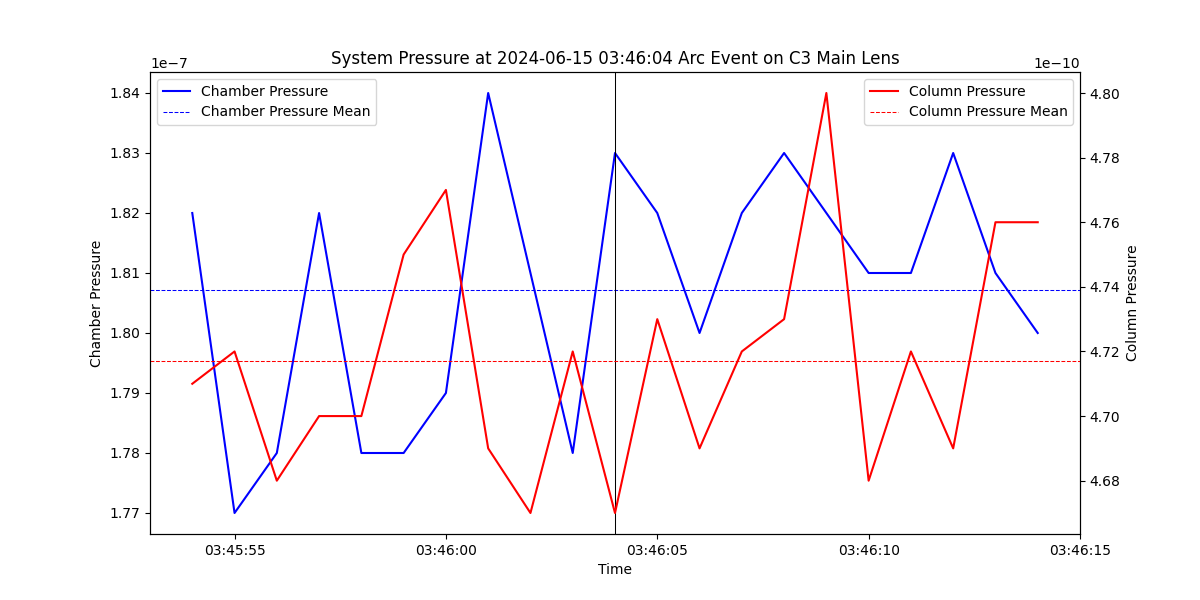 System Pressure at 2024-06-15 03:46:04 Arc Event on C3 Main Lens
1e−7
1e−10
Chamber Pressure
Chamber Pressure Mean
Column Pressure
Column Pressure Mean
1.84
1.83
1.82
1.81
1.80
1.79
1.78
1.77
Chamber Pressure
4.80
4.78
4.76
4.74
4.72
4.70
4.68
Column Pressure
03:45:55
03:46:00
03:46:05
03:46:10
03:46:15
Time